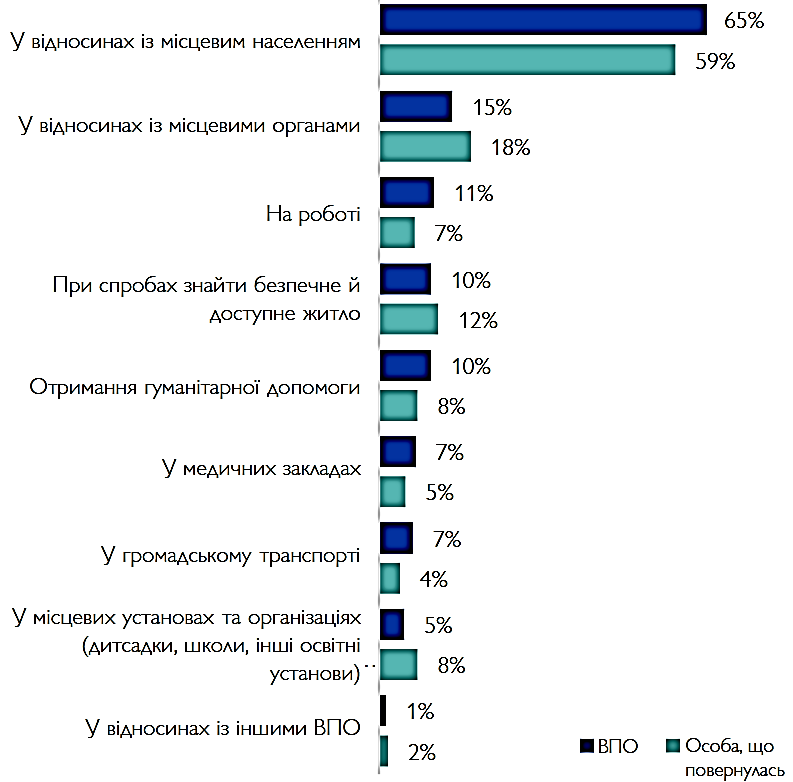 У відносинах із місцевим населенням
65%
59%
У відносинах із місцевими органами
15%
18%
На роботі
11%
7%
При спробах знайти безпечне й
доступне житло
10%
12%
Отримання гуманітарної допомоги
10%
8%
У медичних закладах
7%
5%
У громадському транспорті
7%
4%
У місцевих установах та організаціях
(дитсадки, школи, інші освітні
установи)
5%
8%
У відносинах із іншими ВПО
1%
2%
ВПО
Особа, що
повернулась